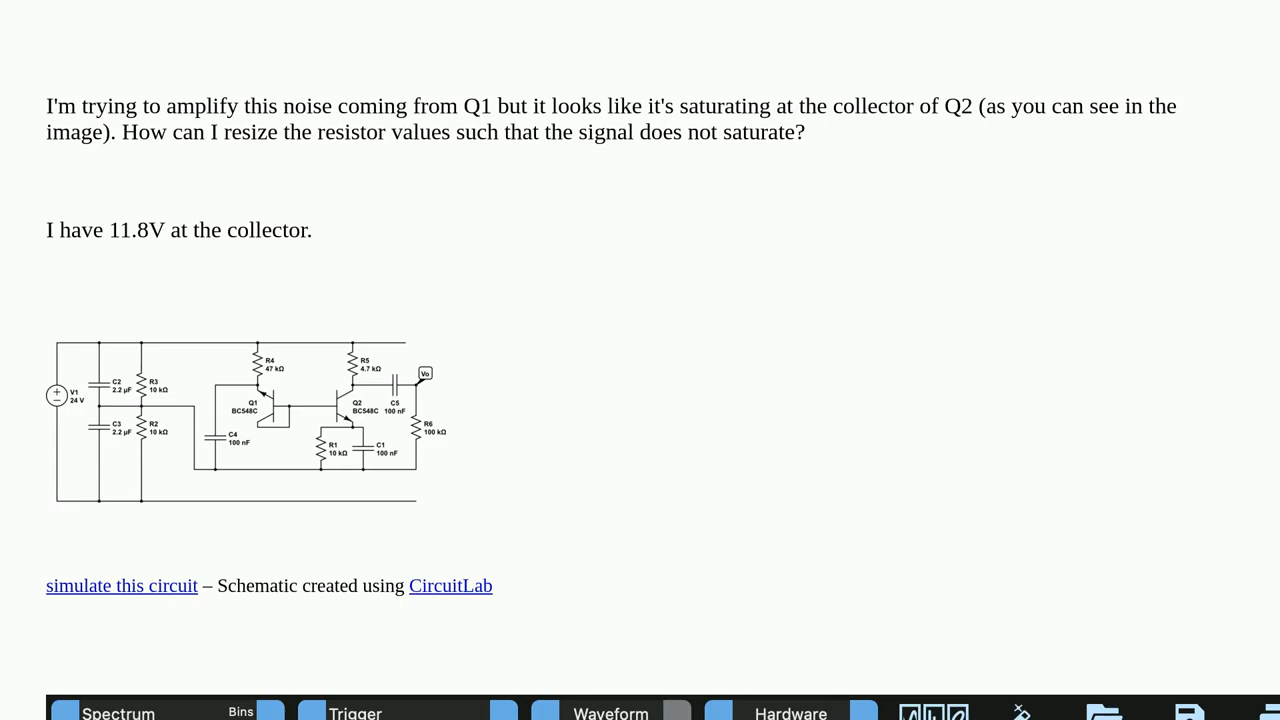 I'm trying to amplify this noise coming from Q1 but it looks like it's saturating at the collector of Q2 (as you can see in the
image). How can I resize the resistor values such that the signal does not saturate?
I have 11.8V at the collector.
R4
47 kΩ
R5
4.7 kΩ
Vo
V1
24 V
C2
2.2 µF
R3
10 kΩ
Q1
BC548C
Q2
BC548C
C5
100 nF
C3
2.2 µF
R2
10 kΩ
C4
100 nF
R1
10 kΩ
C1
100 nF
R6
100 kΩ
simulate this circuit – Schematic created using CircuitLab
Spectrum Bins Trigger Waveform Hardware